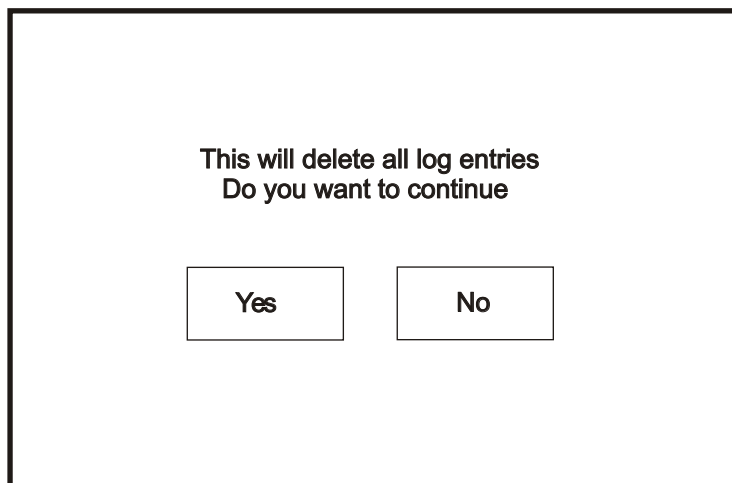 This will delete all log entries
Do you want to continue
Yes No